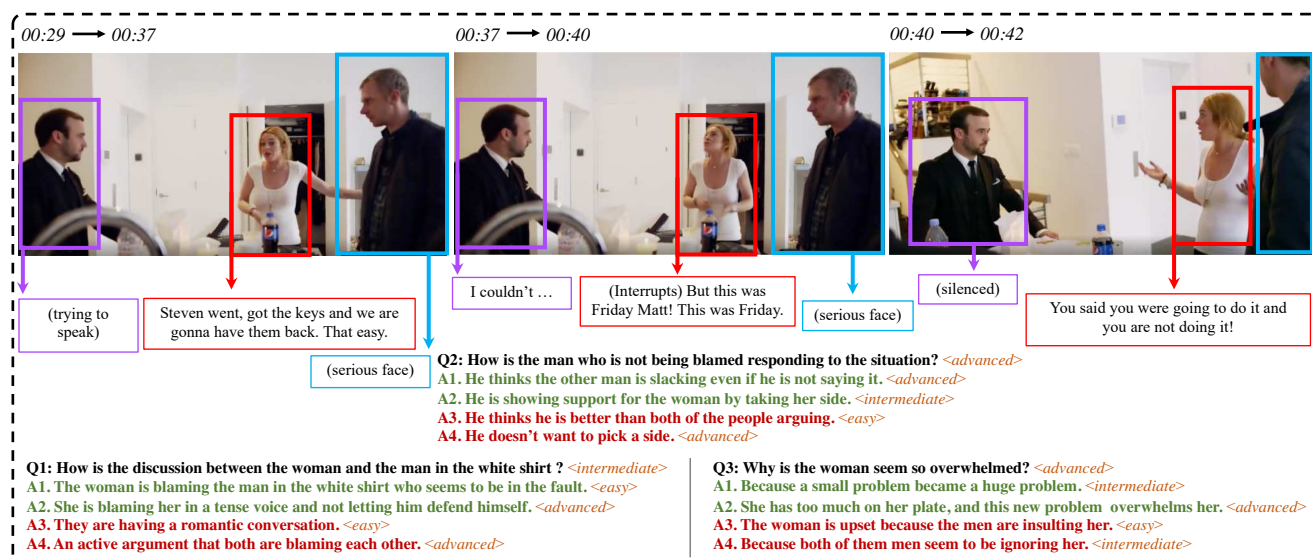 00:29 → 00:37
00:37 → 00:40
00:40 → 00:42
(trying to
speak)
Steven went, got the keys and we are
gonna have them back. That easy.
(serious face)
I couldn't …
(Interrupts) But this was
Friday Matt! This was Friday.
(serious face)
(silenced)
You said you were going to do it and
you are not doing it!
Q2: How is the man who is not being blamed responding to the situation? <advanced>
A1. He thinks the other man is slacking even if he is not saying it. <advanced>
A2. He is showing support for the woman by taking her side. <intermediate>
A3. He thinks he is better than both of the people arguing. <easy>
A4. He doesn't want to pick a side. <advanced>
Q1: How is the discussion between the woman and the man in the white shirt ? <intermediate>
A1. The woman is blaming the man in the white shirt who seems to be in the fault. <easy>
A2. She is blaming her in a tense voice and not letting him defend himself. <advanced>
A3. They are having a romantic conversation. <easy>
A4. An active argument that both are blaming each other. <advanced>
Q3: Why is the woman seem so overwhelmed? <advanced>
A1. Because a small problem became a huge problem. <intermediate>
A2. She has too much on her plate, and this new problem overwhelms her. <advanced>
A3. The woman is upset because the men are insulting her. <easy>
A4. Because both of them men seem to be ignoring her. <intermediate>